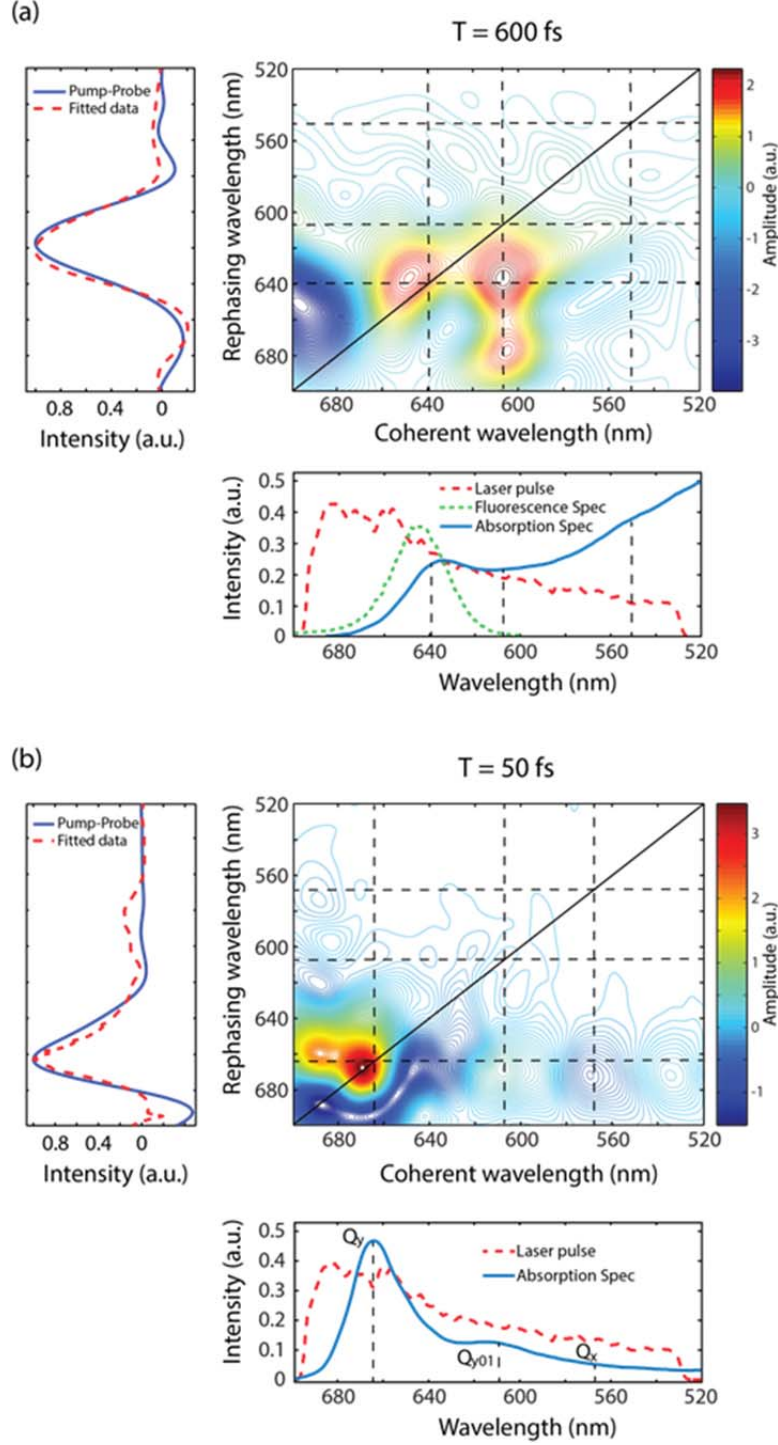 (a)
T = 600 fs
Pump-Probe
Fitted data
0.8 0.4 0
Intensity (a.u.)
Rephasing wavelength (nm)
520
560
600
640
680
680 640 600 560 520
Coherent wavelength (nm)
2
1
0
-1
-2
-3
Amplitude (a.u.)
Intensity (a.u.)
0.5
0.4
0.3
0.2
0.1
0
Laser pulse
Fluorescence Spec
Absorption Spec
680 640 600 560 520
Wavelength (nm)
(b)
T = 50 fs
Pump-Probe
Fitted data
0.8 0.4 0
Intensity (a.u.)
Rephasing wavelength (nm)
520
560
600
640
680
680 640 600 560 520
Coherent wavelength (nm)
3
2
1
0
-1
Amplitude (a.u.)
Intensity (a.u.)
0.5
0.4
0.3
0.2
0.1
0
Qy
Qy01
Qx
Laser pulse
Absorption Spec
680 640 600 560 520
Wavelength (nm)